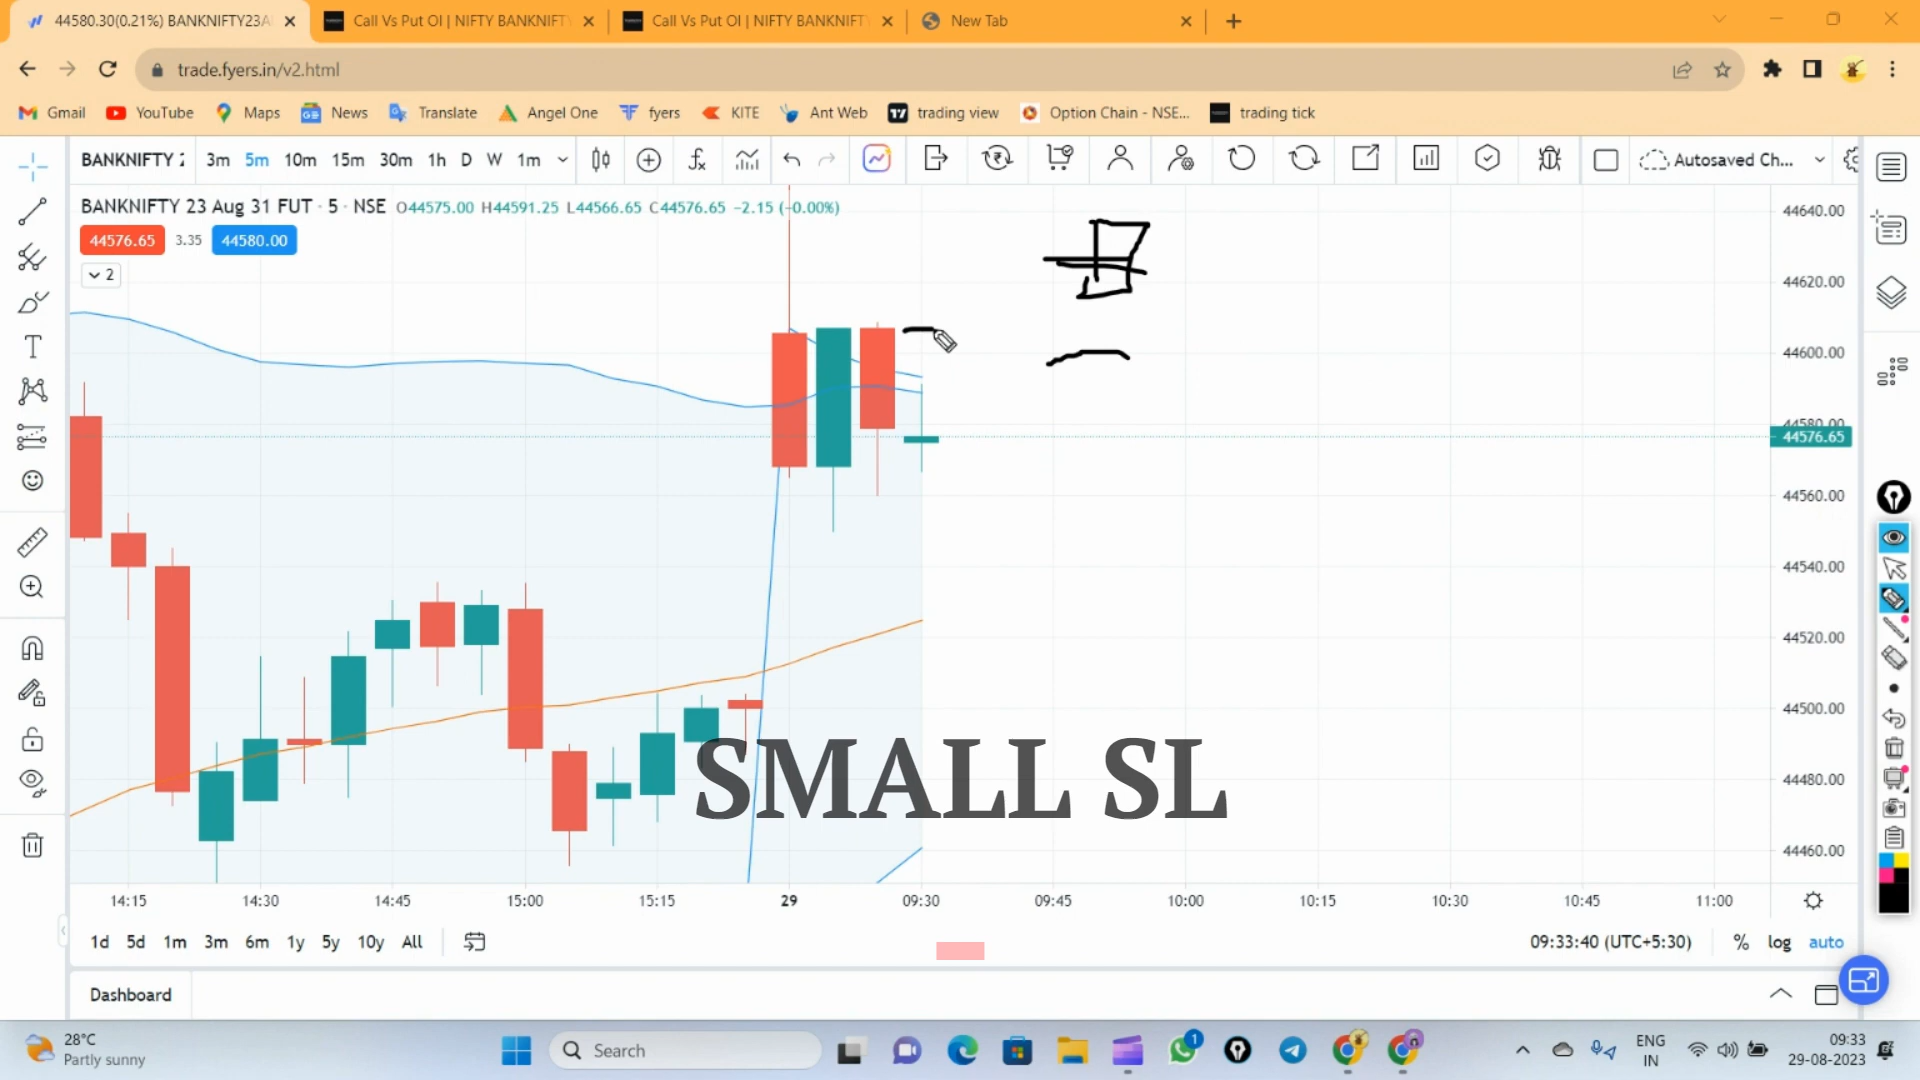 44580.30(0.21%) BANKNIFTY23A
Call Vs Put OI | NIFTY BANKNIFTY
Call Vs Put OI | NIFTY BANKNIFTY
New Tab
trade.fyers.in/v2.html
Gmail YouTube Maps News Translate Angel One fyers KITE Ant Web trading view Option Chain - NSE... trading tick
BANKNIFTY 2 3m 5m 10m 15m 30m 1h D W 1m Autosaved Ch...
BANKNIFTY 23 Aug 31 FUT · 5 · NSE O44575.00 H44591.25 L44566.65 C44576.65 −2.15 (−0.00%)
44576.65 3.35 44580.00
2
44640.00
44620.00
44600.00
44580.00
44576.65
44560.00
44540.00
44520.00
44500.00
44480.00
44460.00
SMALL SL
14:15 14:30 14:45 15:00 15:15 29 09:30 09:45 10:00 10:15 10:30 10:45 11:00
1d 5d 1m 3m 6m 1y 5y 10y All 09:33:40 (UTC+5:30) % log auto
Dashboard
28°C
Partly sunny
Search
1
ENG
IN
09:33
29-08-2023